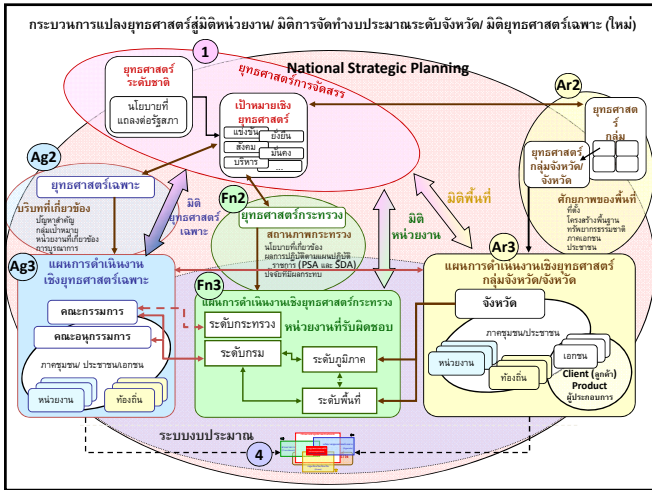 กระบวนการแปลงยุทธศาสตร์สู่มิติหน่วยงาน/ มิติการจัดทำงบประมาณระดับจังหวัด/ มิติยุทธศาสตร์เฉพาะ (ใหม่)
1
National Strategic Planning
ยุทธศาสตร์การจัดสรร
ยุทธศาสตร์
ระดับชาติ
นโยบายที่
แถลงต่อรัฐสภา
เป้าหมายเชิง
ยุทธศาสตร์
แข่งขัน
ยั่งยืน
สังคม
มั่นคง
บริหาร
...
Ar2
ยุทธศาสต
ร์
กลุ่ม
ยุทธศาสตร์
กลุ่มจังหวัด/
จังหวัด
ศักยภาพของพื้นที่
ที่ตั้ง
โครงสร้างพื้นฐาน
ทรัพยากรธรรมชาติ
ภาคเอกชน
ประชาชน
Ag2
ยุทธศาสตร์เฉพาะ
บริบทที่เกี่ยวข้อง
ปัญหาสำคัญ
กลุ่มเป้าหมาย
หน่วยงานที่เกี่ยวข้อง
การบูรณาการ
มิติ
ยุทธศาสตร์
เฉพาะ
Fn2
ยุทธศาสตร์กระทรวง
สถานภาพกระทรวง
นโยบายที่เกี่ยวข้อง
ผลการปฏิบัติตามแผนปฏิบัติ
ราชการ (PSA และ SDA)
ปัจจัยที่มีผลกระทบ
มิติ
หน่วยงาน
มิติพื้นที่
Ag3
แผนการดำเนินงาน
เชิงยุทธศาสตร์เฉพาะ
คณะกรรมการ
คณะอนุกรรมการ
ภาคชุมชน/ ประชาชน/เอกชน
หน่วยงาน
ท้องถิ่น
Fn3
แผนการดำเนินงานเชิงยุทธศาสตร์กระทรวง
ระดับกระทรวง
หน่วยงานที่รับผิดชอบ
ระดับกรม
ระดับภูมิภาค
ระดับพื้นที่
Ar3
แผนการดำเนินงานเชิงยุทธศาสตร์
กลุ่มจังหวัด/จังหวัด
จังหวัด
ภาคชุมชน/ประชาชน
หน่วยงาน
ท้องถิ่น
เอกชน
Client (ลูกค้า)
Product
ผู้ประกอบการ
ระบบงบประมาณ
4